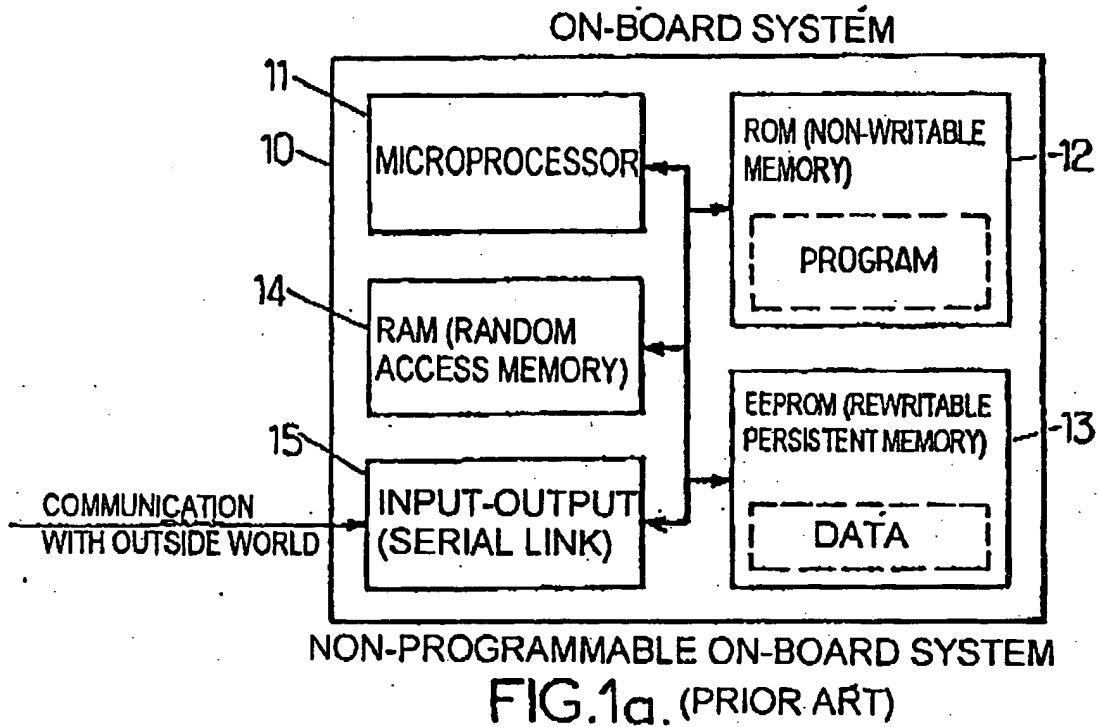 ON-BOARD SYSTEM
11
10
MICROPROCESSOR
ROM (NON-WRITABLE
MEMORY)
12
PROGRAM
14
RAM (RANDOM
ACCESS MEMORY)
EEPROM (REWRITABLE
PERSISTENT MEMORY)
13
DATA
15
INPUT-OUTPUT
(SERIAL LINK)
COMMUNICATION
WITH OUTSIDE WORLD
NON-PROGRAMMABLE ON-BOARD SYSTEM
FIG.1a. (PRIOR ART)